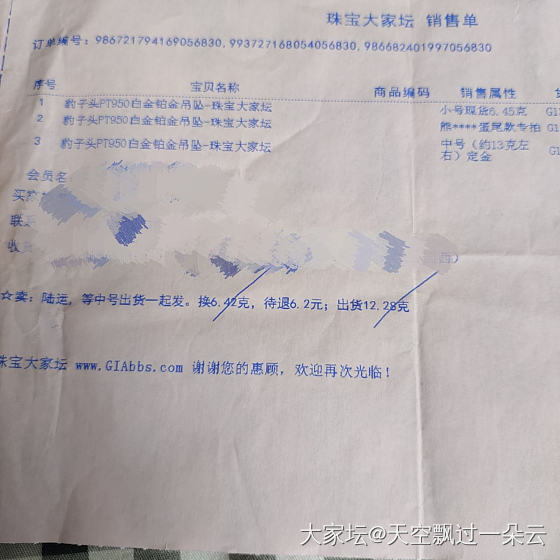 珠宝大家坛 销售单
订单编号：986721794169056830,993727168054056830,986682401997056830
序号 宝贝名称 商品编码 销售属性
1 豹子头PT950白金铂金吊坠-珠宝大家坛 小号现货6.45克 G1
2 豹子头PT950白金铂金吊坠-珠宝大家坛 熊****蛋尾款专拍 G1
3 豹子头PT950白金铂金吊坠-珠宝大家坛 中号（约13克左右）定金 G1
会员名
买
联
收
☆卖：陆运，等中号出货一起发。换6.42克，待退6.2元；出货12.28克
珠宝大家坛 www.GIAbbs.com 谢谢您的惠顾，欢迎再次光临！
大家坛@天空飘过一朵云